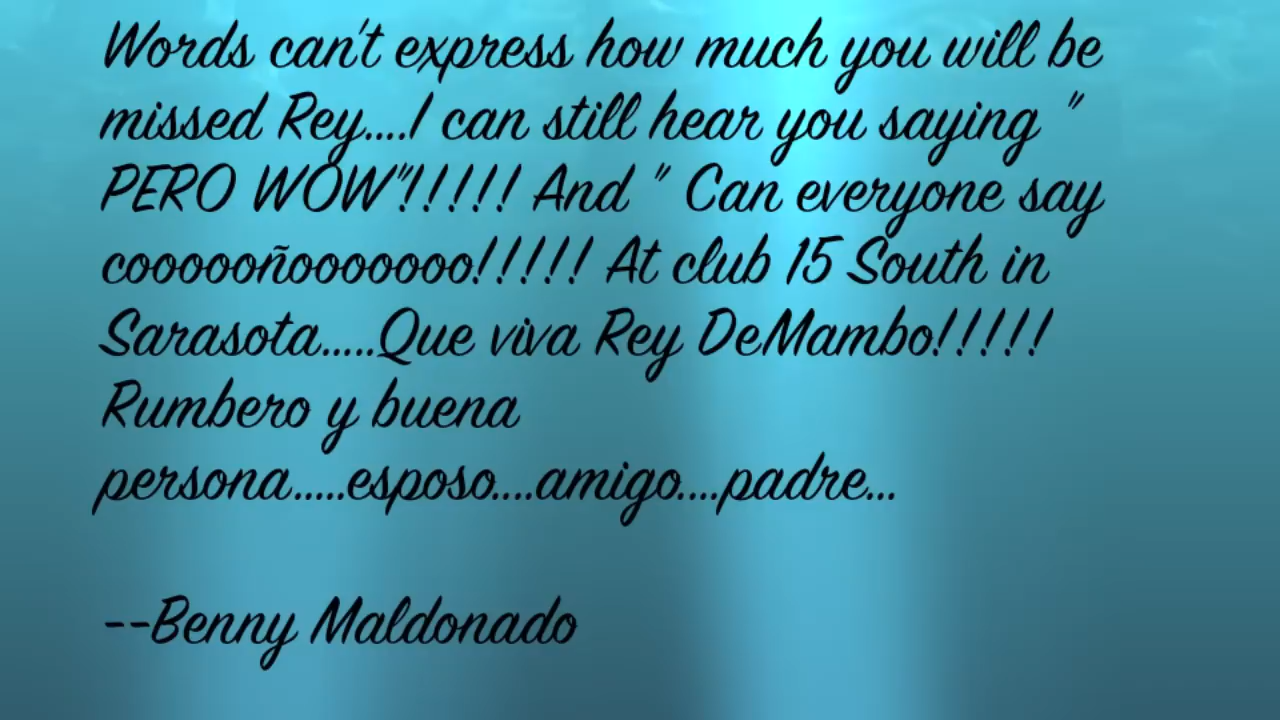 Words can't express how much you will be
missed Rey....I can still hear you saying "
PERO WOW"!!!!! And " Can everyone say
coooooñooooooo!!!!! At club 15 South in
Sarasota.....Que viva Rey DeMambo!!!!!
Rumbero y buena
persona.....esposo....amigo....padre...
--Benny Maldonado